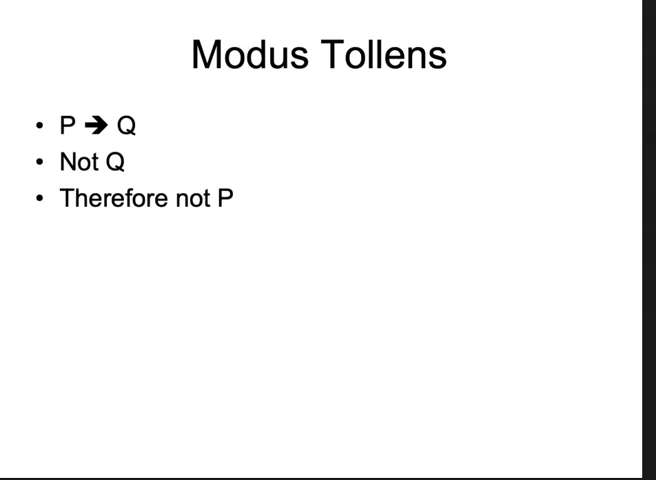 Modus Tollens
• P ➔ Q
• Not Q
• Therefore not P